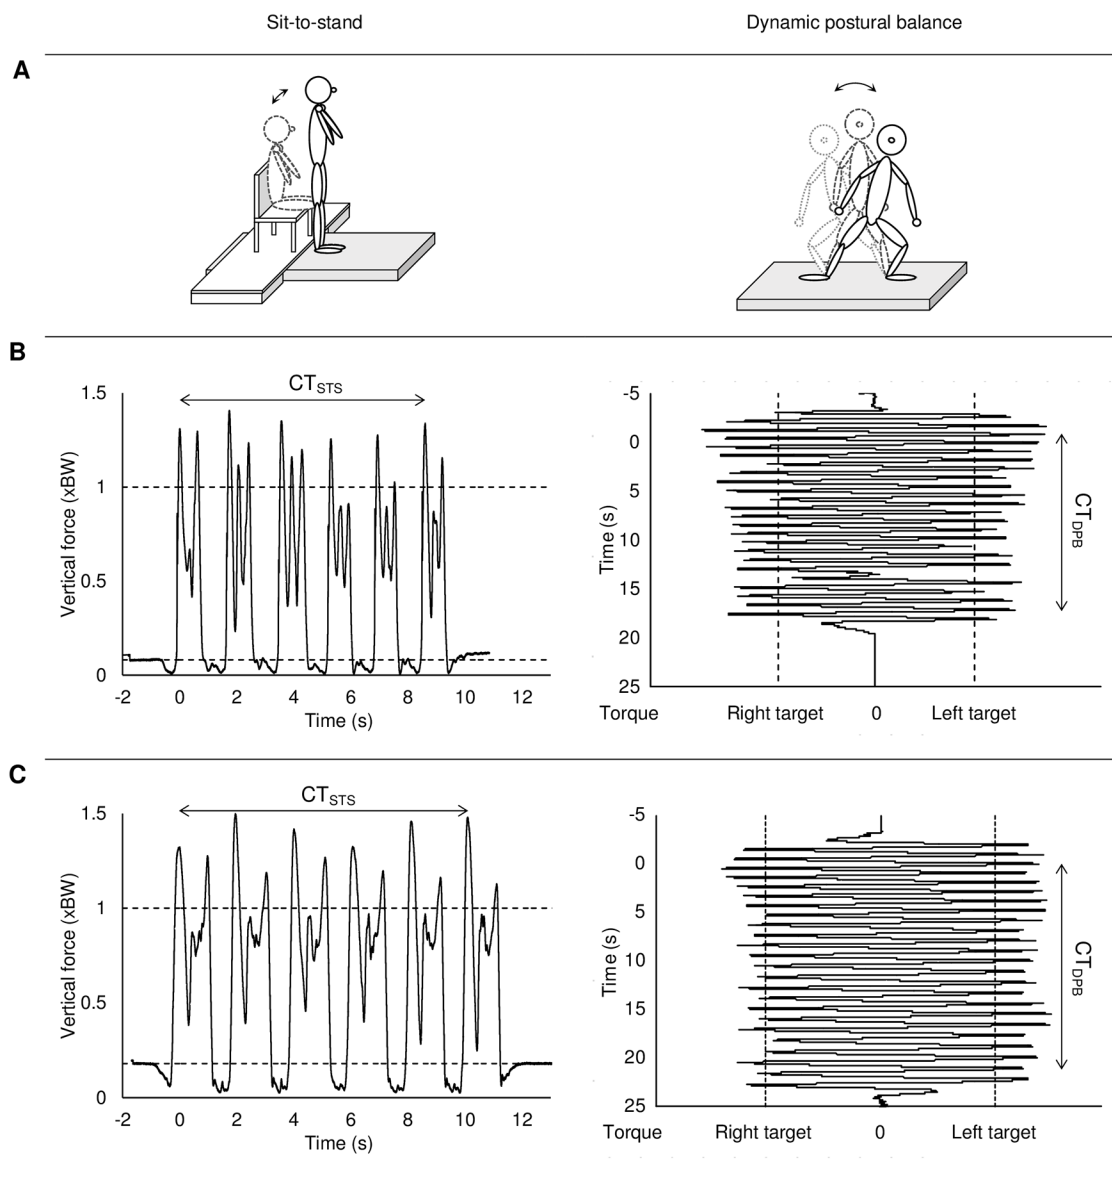 Sit-to-stand Dynamic postural balance
A
B
CT_STS
1.5
1
0.5
0
Vertical force (xBW)
-2 0 2 4 6 8 10 12
Time (s)
-5
0
5
10
15
20
25
Time (s)
CT_DPB
Torque Right target 0 Left target
C
CT_STS
1.5
1
0.5
0
Vertical force (xBW)
-2 0 2 4 6 8 10 12
Time (s)
-5
0
5
10
15
20
25
Time (s)
CT_DPB
Torque Right target 0 Left target